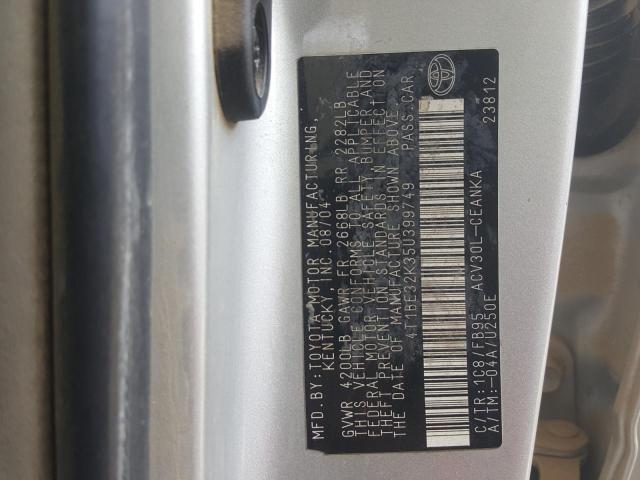 MFD.BY:TOYOTA MOTOR MANUFACTURING,
KENTUCKY, INC. 08/04
GVWR 4200LB GAWR FR 2668LB RR 2282LB
THIS VEHICLE CONFORMS TO ALL APPLICABLE
FEDERAL MOTOR VEHICLE SAFETY, BUMPER, AND
THEFT PREVENTION STANDARDS IN EFFECT ON
THE DATE OF MANUFACTURE SHOWN ABOVE.
4T1BE32K35U399749 PASS.CAR
C/TR:1C8/FB95 ACV30L-CEANKA
A/TM:-04A/U250E 23812